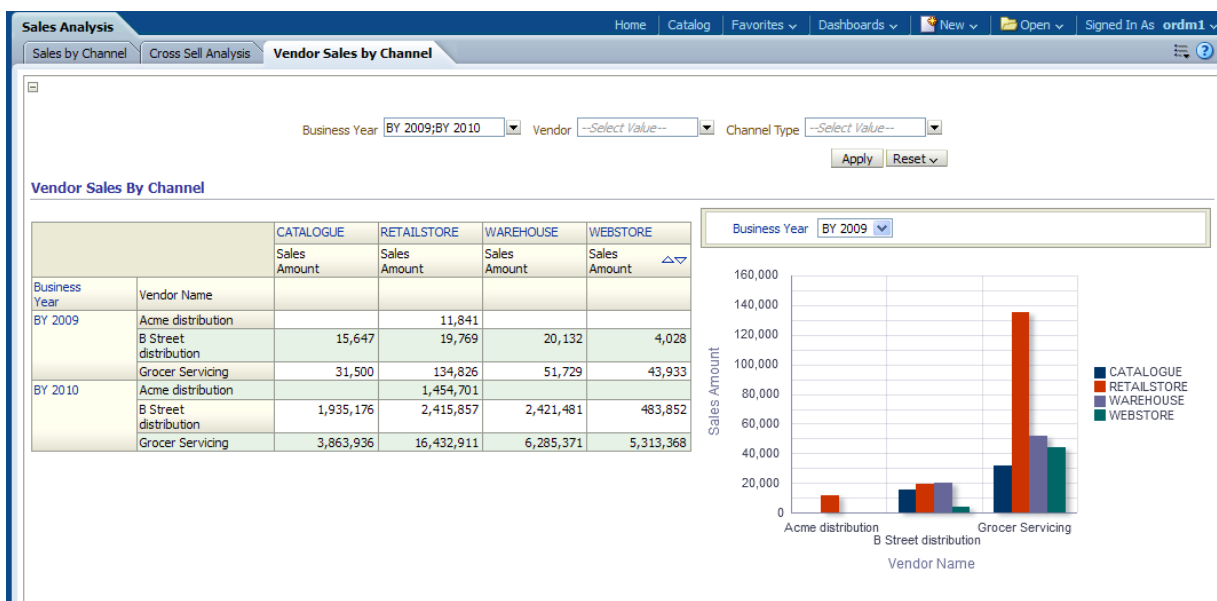 Sales Analysis Home Catalog Favorites Dashboards New Open Signed In As ordm1
Sales by Channel Cross Sell Analysis Vendor Sales by Channel
Business Year BY 2009;BY 2010 Vendor --Select Value-- Channel Type --Select Value--
Apply Reset
Vendor Sales By Channel
CATALOGUE RETAILSTORE WAREHOUSE WEBSTORE
Sales Amount Sales Amount Sales Amount Sales Amount
Business Year Vendor Name
BY 2009 Acme distribution 11,841
B Street distribution 15,647 19,769 20,132 4,028
Grocer Servicing 31,500 134,826 51,729 43,933
BY 2010 Acme distribution 1,454,701
B Street distribution 1,935,176 2,415,857 2,421,481 483,852
Grocer Servicing 3,863,936 16,432,911 6,285,371 5,313,368
Business Year BY 2009
160,000
140,000
120,000
100,000
80,000
60,000
40,000
20,000
0
Sales Amount
Acme distribution B Street distribution Grocer Servicing
Vendor Name
CATALOGUE
RETAILSTORE
WAREHOUSE
WEBSTORE